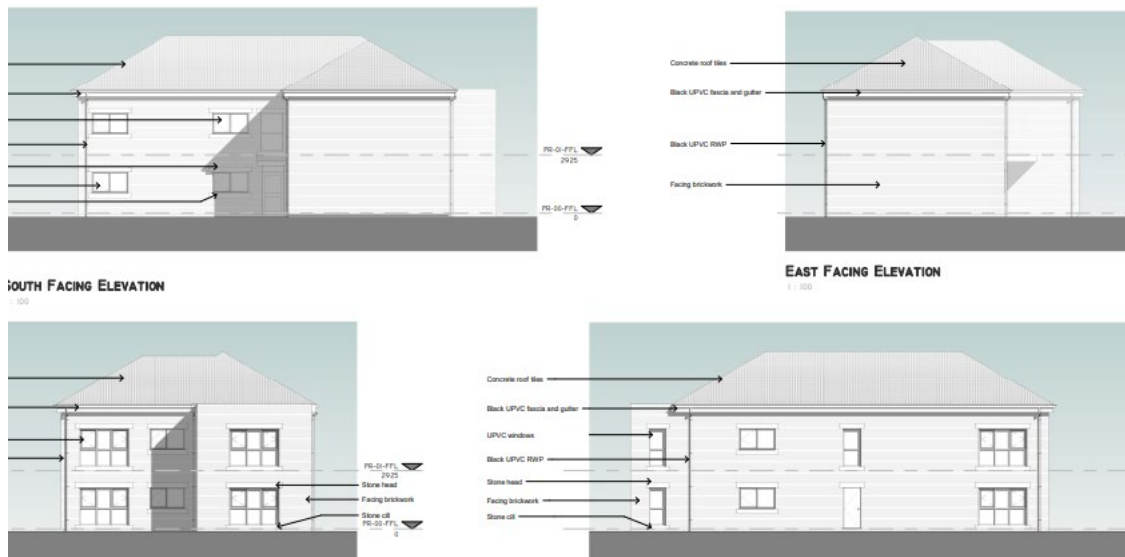 Concrete roof tiles
Black UPVC fascia and gutter
Black UPVC RWP
Facing brickwork
PR-01-FFL
2925
PR-00-FFL
0
SOUTH FACING ELEVATION
1 : 100
EAST FACING ELEVATION
1 : 100
PR-01-FFL
2925
Stone head
Facing brickwork
Stone cill
PR-00-FFL
0
Concrete roof tiles
Black UPVC fascia and gutter
UPVC windows
Black UPVC RWP
Stone head
Facing brickwork
Stone cill